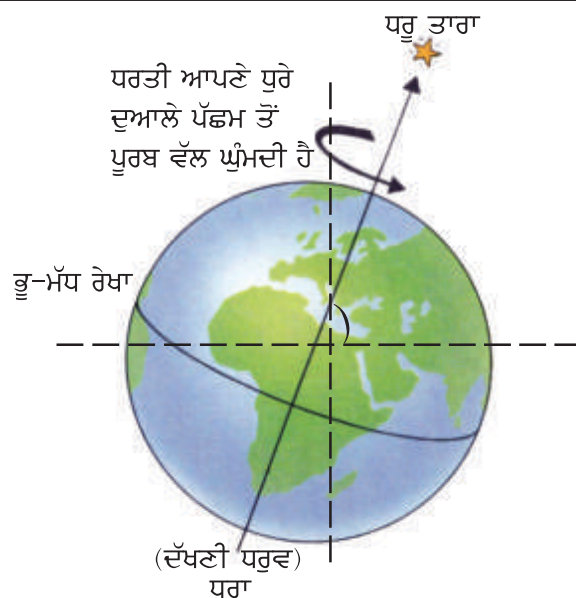 ਧਰੂ ਤਾਰਾ
ਧਰਤੀ ਆਪਣੇ ਧੁਰੇ
ਦੁਆਲੇ ਪੱਛਮ ਤੋਂ
ਪੂਰਬ ਵੱਲ ਘੁੰਮਦੀ ਹੈ
ਭੂ-ਮੱਧ ਰੇਖਾ
(ਦੱਖਣੀ ਧਰੁਵ)
ਧਰਾ